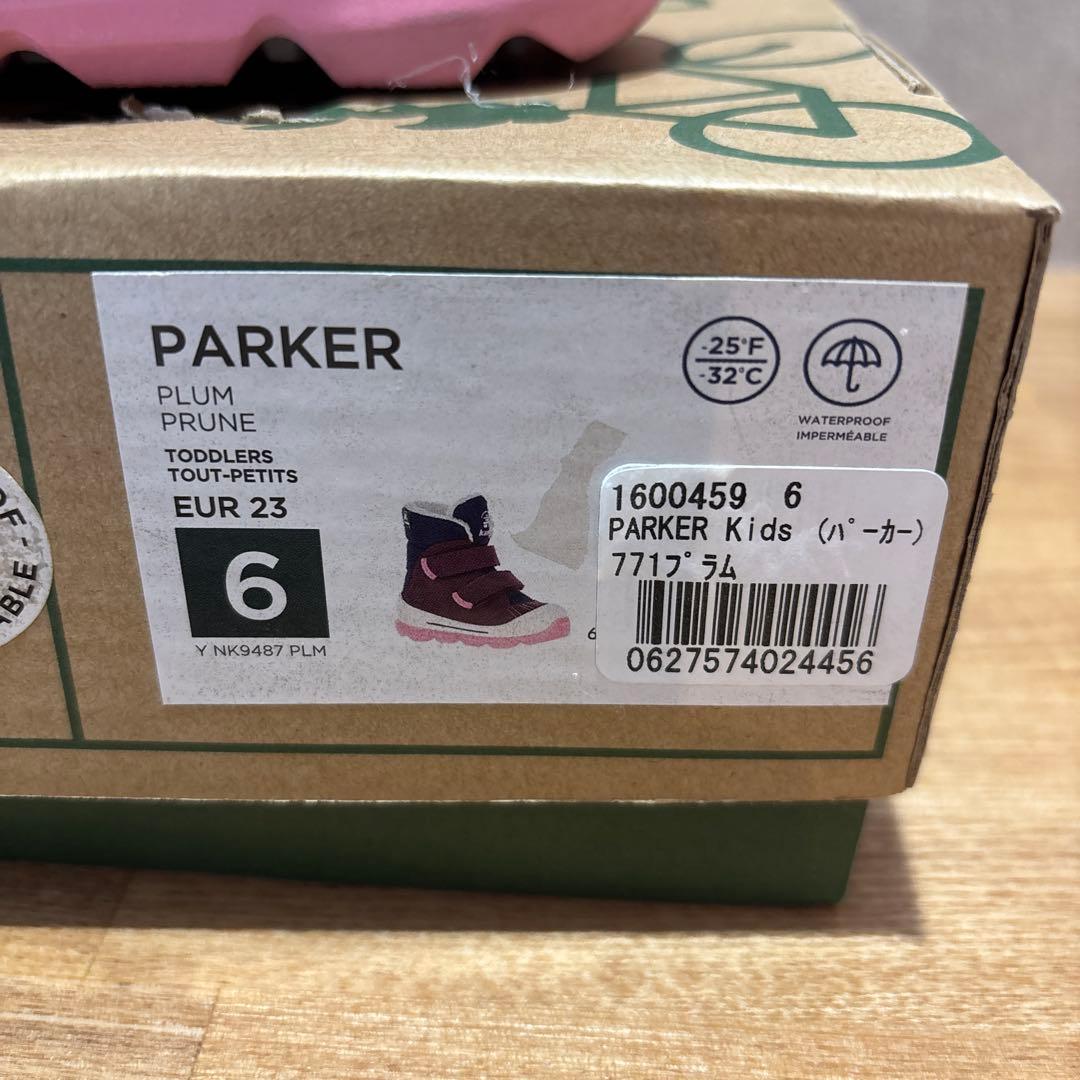 PARKER
PLUM
PRUNE
TODDLERS
TOUT-PETITS
EUR 23
6
Y NK9487 PLM
-25°F
-32°C
WATERPROOF
IMPERMÉABLE
1600459 6
PARKER Kids (ﾊﾟｰｶｰ)
771ﾌﾟﾗﾑ
0627574024456